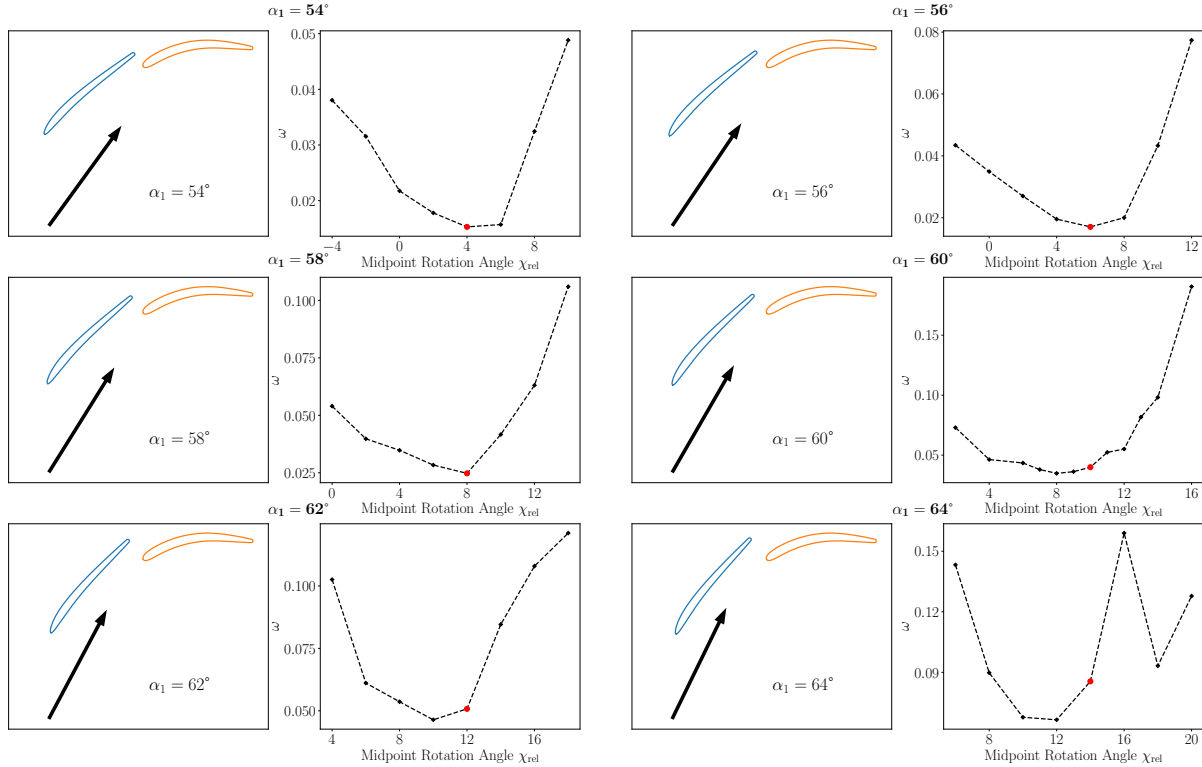 α₁ = 54°
α₁ = 56°
0.05
0.04
0.03
0.02
ω
α₁ = 54°
−4
0
4
8
Midpoint Rotation Angle χrel
0.08
0.06
0.04
0.02
ω
α₁ = 56°
0
4
8
12
Midpoint Rotation Angle χrel
α₁ = 58°
α₁ = 60°
0.100
0.075
0.050
0.025
ω
α₁ = 58°
0
4
8
12
Midpoint Rotation Angle χrel
0.15
0.10
0.05
ω
α₁ = 60°
4
8
12
16
Midpoint Rotation Angle χrel
α₁ = 62°
α₁ = 64°
0.100
0.075
0.050
ω
α₁ = 62°
4
8
12
16
Midpoint Rotation Angle χrel
0.15
0.12
0.09
ω
α₁ = 64°
8
12
16
20
Midpoint Rotation Angle χrel